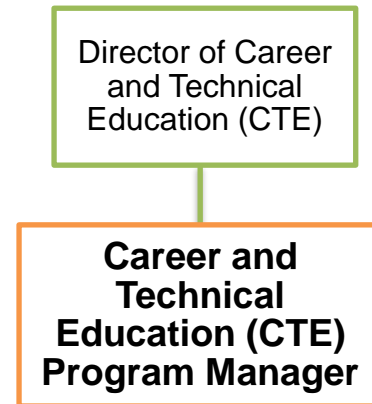 Director of Career
and Technical
Education (CTE)
Career and
Technical
Education (CTE)
Program Manager